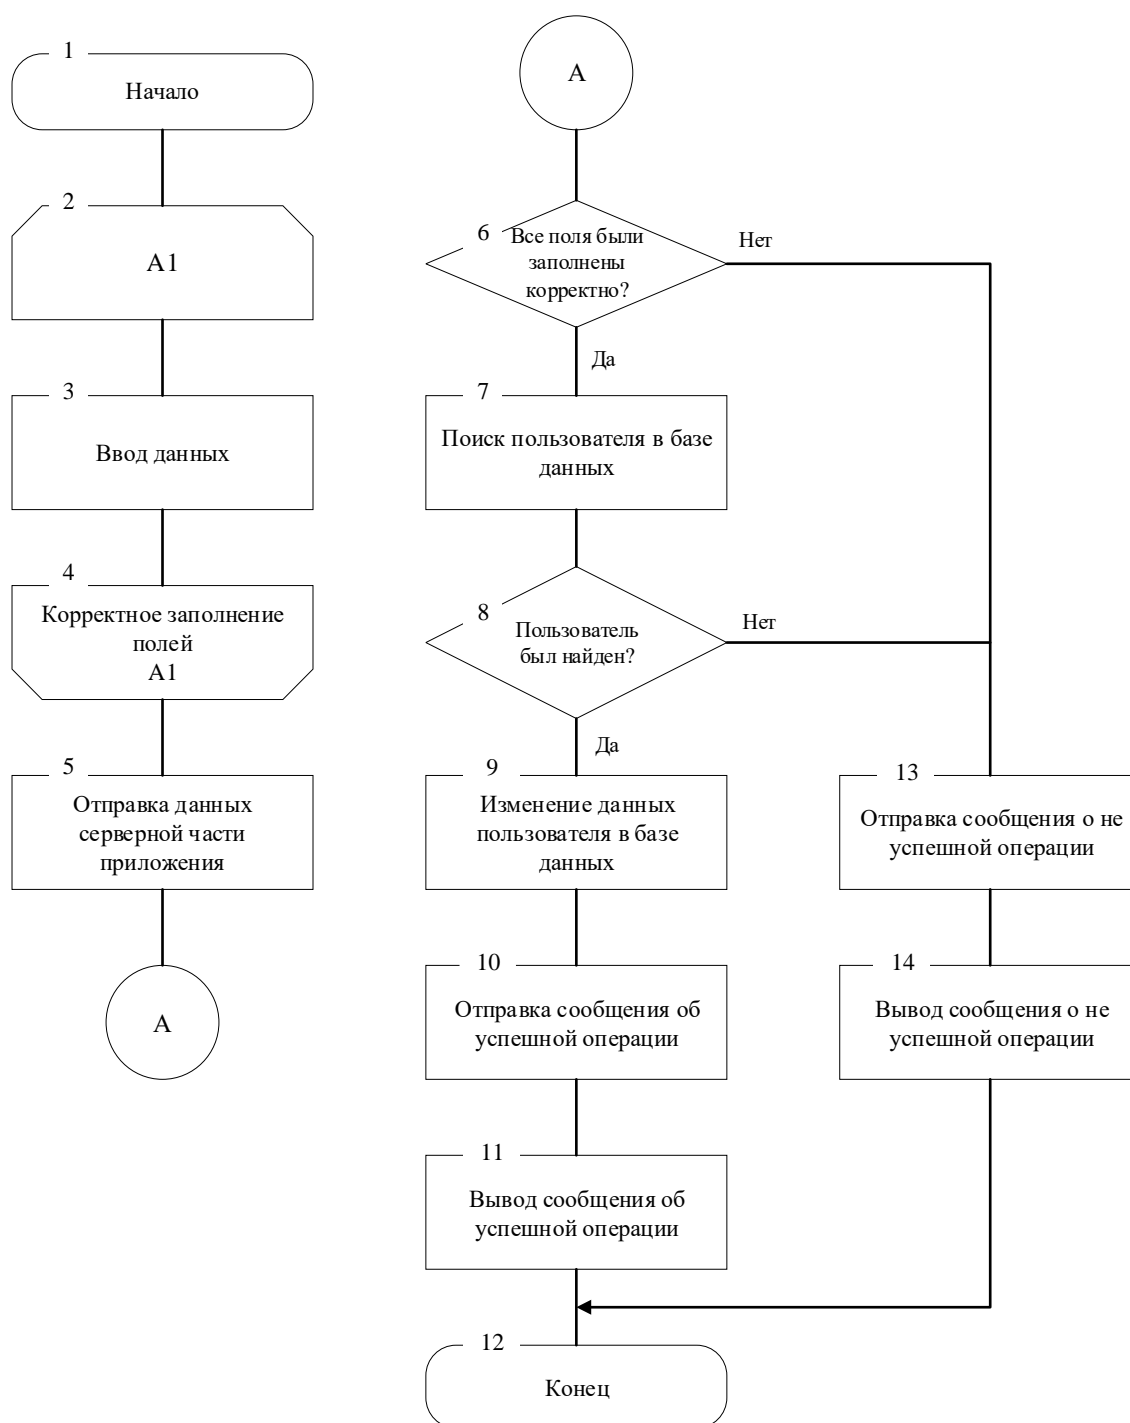 1
Начало
2
А1
3
Ввод данных
4
Корректное заполнение
полей
А1
5
Отправка данных
серверной части
приложения
А
А
6
Все поля были
заполнены
корректно?
Нет
Да
7
Поиск пользователя в базе
данных
8
Пользователь
был найден?
Нет
Да
9
Изменение данных
пользователя в базе
данных
10
Отправка сообщения об
успешной операции
11
Вывод сообщения об
успешной операции
12
Конец
13
Отправка сообщения о не
успешной операции
14
Вывод сообщения о не
успешной операции